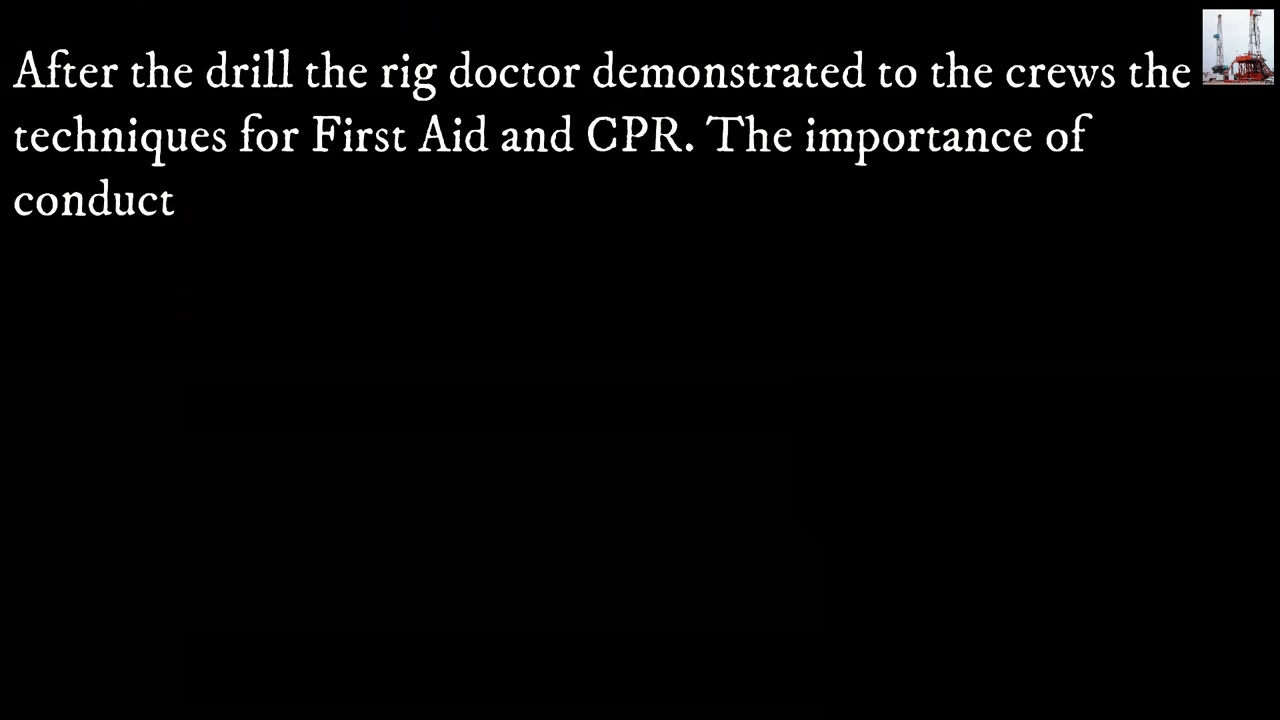 After the drill the rig doctor demonstrated to the crews the
techniques for First Aid and CPR. The importance of
conduct